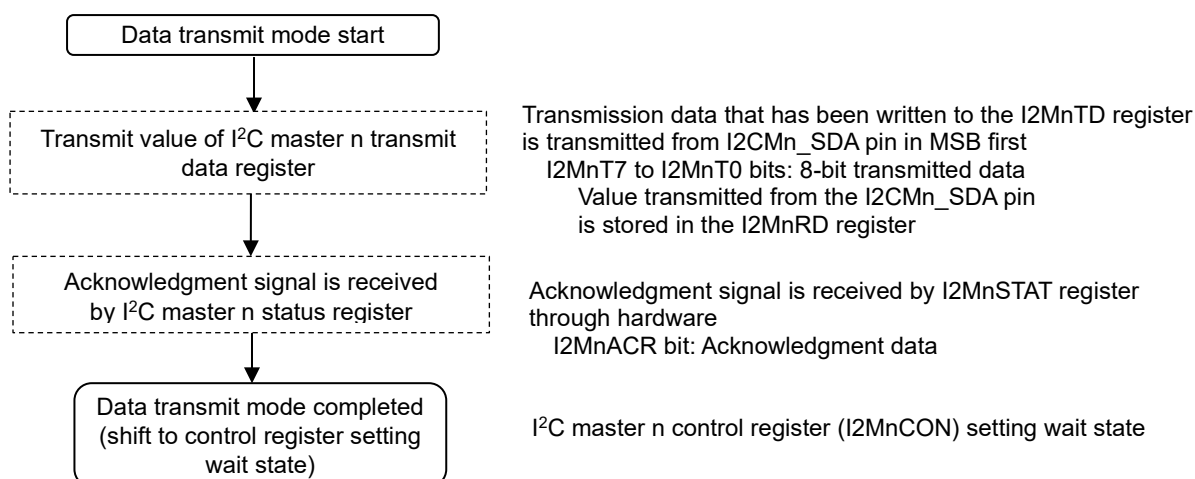 Data transmit mode start
Transmit value of I²C master n transmit
data register
Transmission data that has been written to the I2MnTD register
is transmitted from I2CMn_SDA pin in MSB first
I2MnT7 to I2MnT0 bits: 8-bit transmitted data
Value transmitted from the I2CMn_SDA pin
is stored in the I2MnRD register
Acknowledgment signal is received
by I²C master n status register
Acknowledgment signal is received by I2MnSTAT register
through hardware
I2MnACR bit: Acknowledgment data
Data transmit mode completed
(shift to control register setting
wait state)
I²C master n control register (I2MnCON) setting wait state